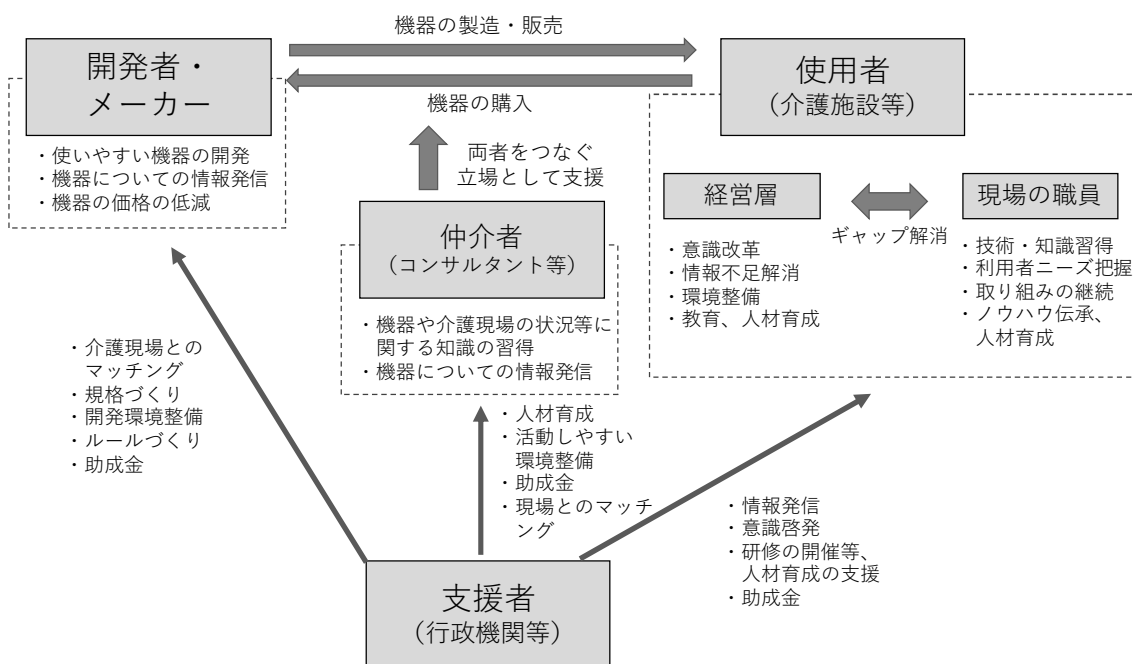 機器の製造・販売
開発者・
メーカー
・使いやすい機器の開発
・機器についての情報発信
・機器の価格の低減
機器の購入
両者をつなぐ
立場として支援
使用者
(介護施設等)
経営層
ギャップ解消
現場の職員
・意識改革
・情報不足解消
・環境整備
・教育、人材育成
・技術・知識習得
・利用者ニーズ把握
・取り組みの継続
・ノウハウ伝承、
人材育成
仲介者
(コンサルタント等)
・機器や介護現場の状況等に
関する知識の習得
・機器についての情報発信
・介護現場との
マッチング
・規格づくり
・開発環境整備
・ルールづくり
・助成金
・人材育成
・活動しやすい
環境整備
・助成金
・現場とのマッチ
ング
・情報発信
・意識啓発
・研修の開催等、
人材育成の支援
・助成金
支援者
(行政機関等)